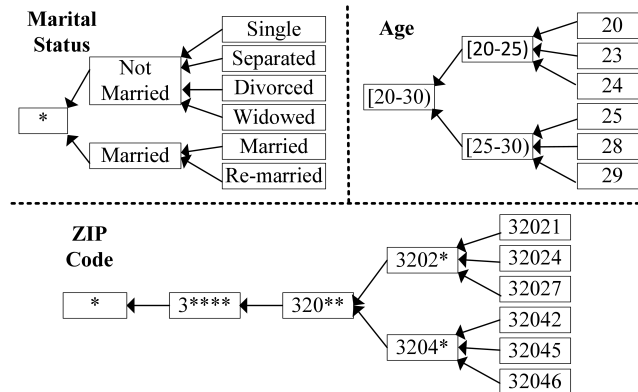 Marital
Status
Single
Separated
Divorced
Widowed
Married
Re-married
Not
Married
Married
*
Age
20
23
24
25
28
29
[20-25)
[25-30)
[20-30)
ZIP
Code
32021
32024
32027
32042
32045
32046
3202*
3204*
320**
3****
*